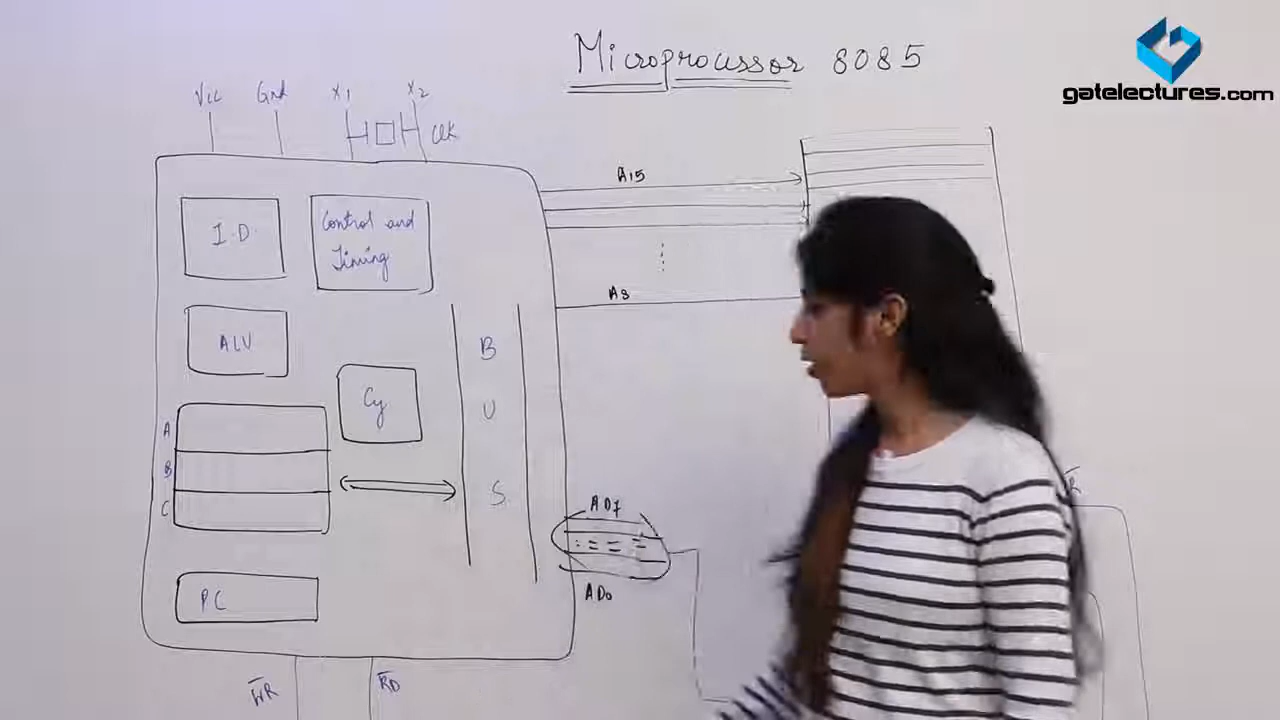 Microprocessor 8085
gatelectures.com
Vcc Gnd X1 X2
Clk
A15
I.D.
Control and
Timing
A8
ALU
B
Cy
U
A
B
S
C
AD7
AD0
PC
WR
RD